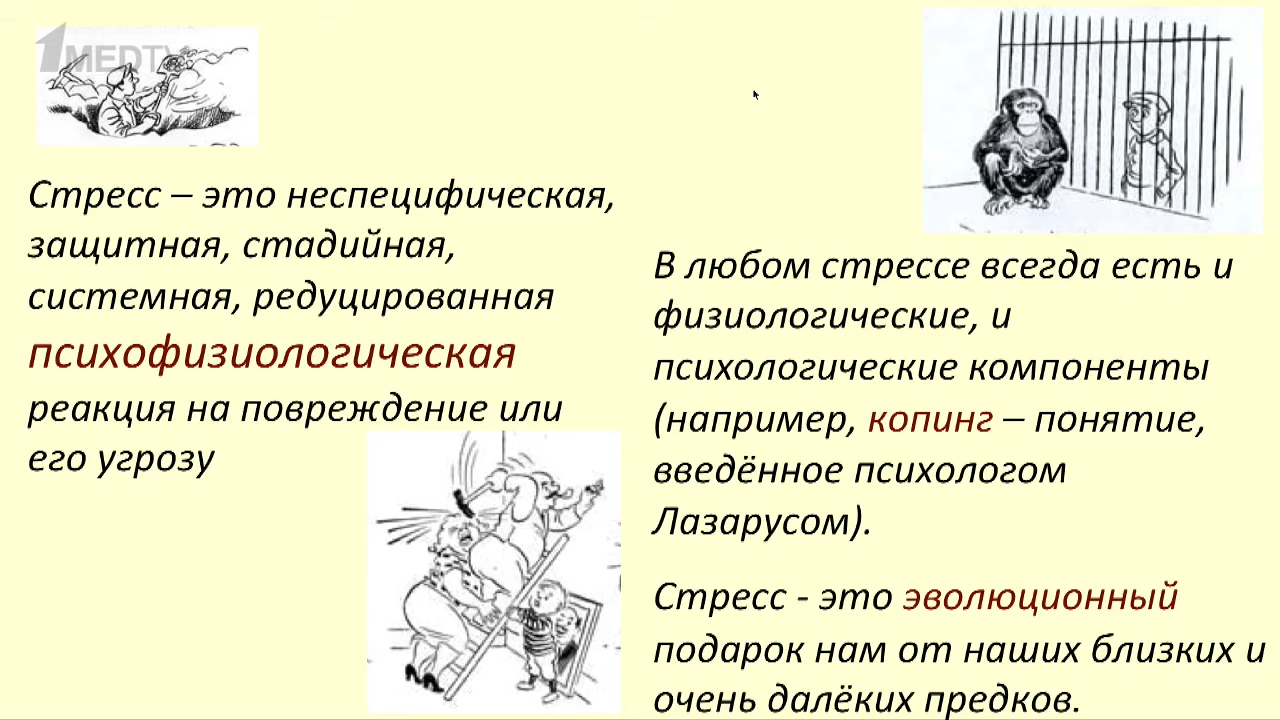 1MEDTV
Стресс – это неспецифическая,
защитная, стадийная,
системная, редуцированная
психофизиологическая
реакция на повреждение или
его угрозу
В любом стрессе всегда есть и
физиологические, и
психологические компоненты
(например, копинг – понятие,
введённое психологом
Лазарусом).
Стресс - это эволюционный
подарок нам от наших близких и
очень далёких предков.